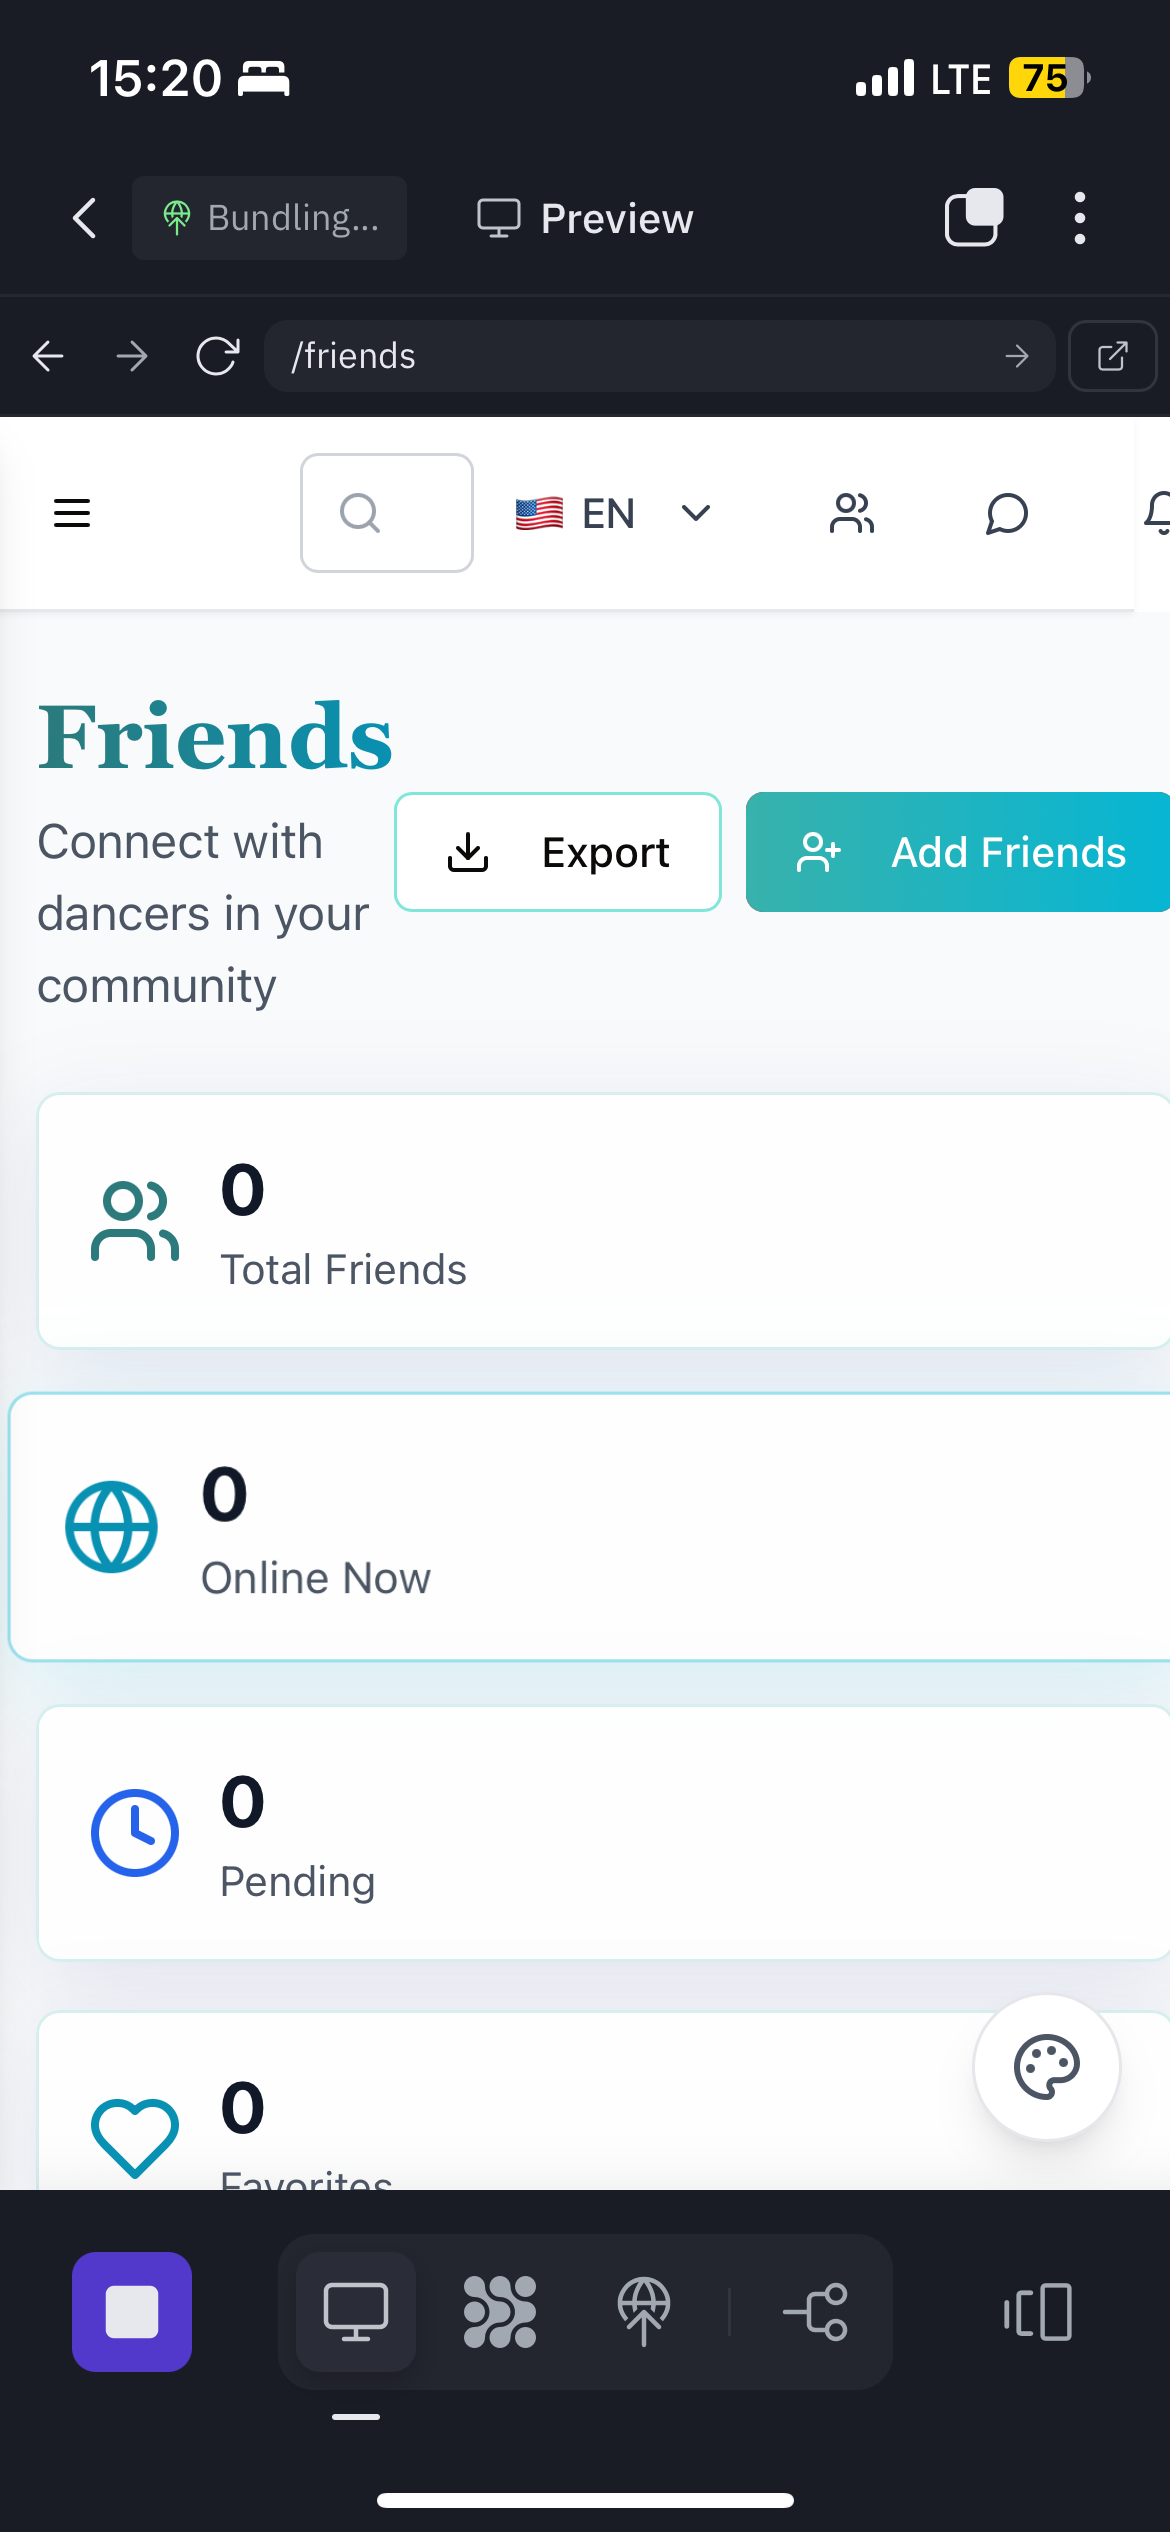 15:20
LTE 75
Bundling...
Preview
/friends
EN
Friends
Connect with
dancers in your
community
Export
Add Friends
0
Total Friends
0
Online Now
0
Pending
0
Favorites